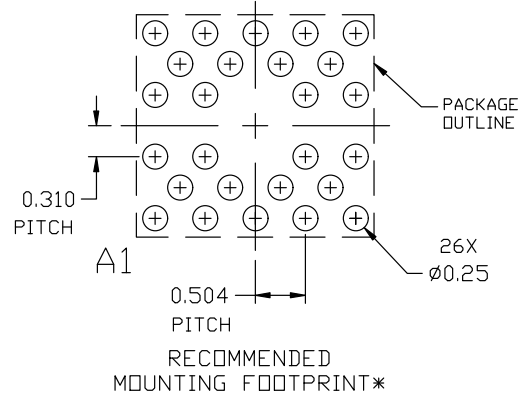 PACKAGE
OUTLINE
0.310
PITCH
A1
26X
Ø0.25
0.504
PITCH
RECOMMENDED
MOUNTING FOOTPRINT*